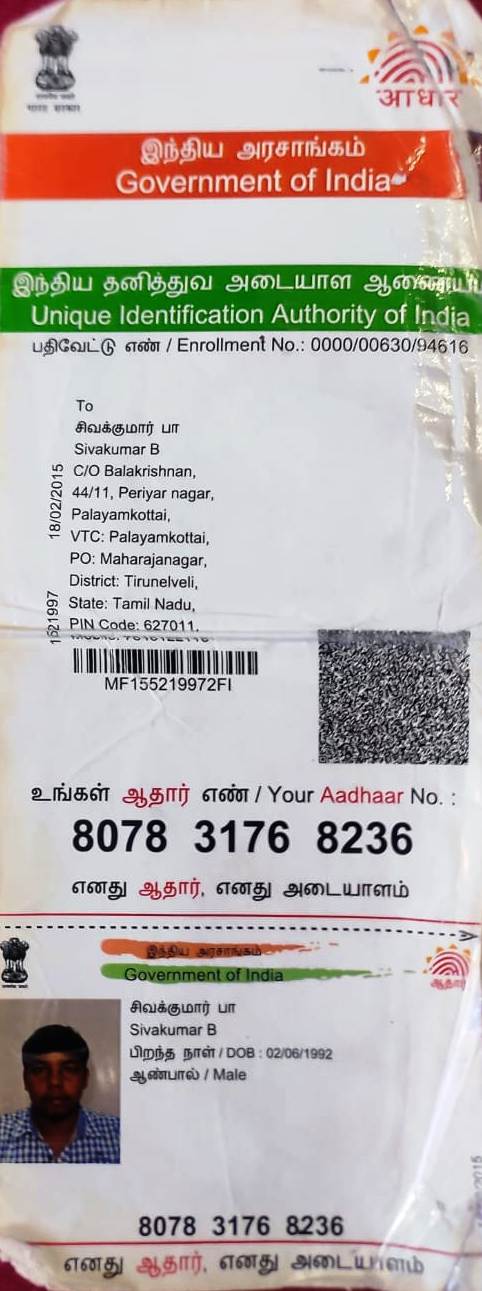 भारत सरकार
आधार
இந்திய அரசாங்கம்
Government of India
இந்திய தனித்துவ அடையாள
Unique Identification Authority of India
பதிவேட்டு எண் / Enrollment No.: 0000/00630/94616
To
சிவக்குமார் பா
Sivakumar B
C/O Balakrishnan,
44/11, Periyar nagar,
Palayamkottai,
VTC: Palayamkottai,
PO: Maharajanagar,
District: Tirunelveli,
State: Tamil Nadu,
PIN Code: 627011,
18/02/2015
MF155219972FI
உங்கள் ஆதார் எண் / Your Aadhaar No. :
8078 3176 8236
எனது ஆதார், எனது அடையாளம்
இந்திய அரசாங்கம்
Government of India
ஆதார்
சிவக்குமார் பா
Sivakumar B
பிறந்த நாள் / DOB : 02/06/1992
ஆண்பால் / Male
8078 3176 8236
எனது ஆதார், எனது அடையாளம்